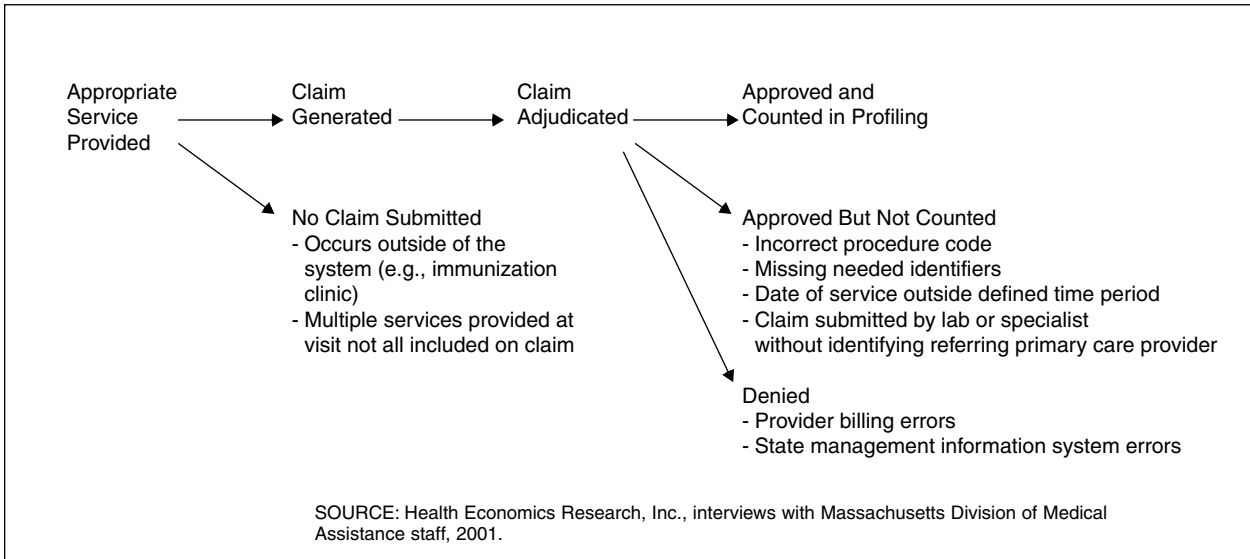 Appropriate
Service
Provided
Claim
Generated
Claim
Adjudicated
Approved and
Counted in Profiling
No Claim Submitted
- Occurs outside of the
system (e.g., immunization
clinic)
- Multiple services provided at
visit not all included on claim
Approved But Not Counted
- Incorrect procedure code
- Missing needed identifiers
- Date of service outside defined time period
- Claim submitted by lab or specialist
without identifying referring primary care provider
Denied
- Provider billing errors
- State management information system errors
SOURCE: Health Economics Research, Inc., interviews with Massachusetts Division of Medical
Assistance staff, 2001.